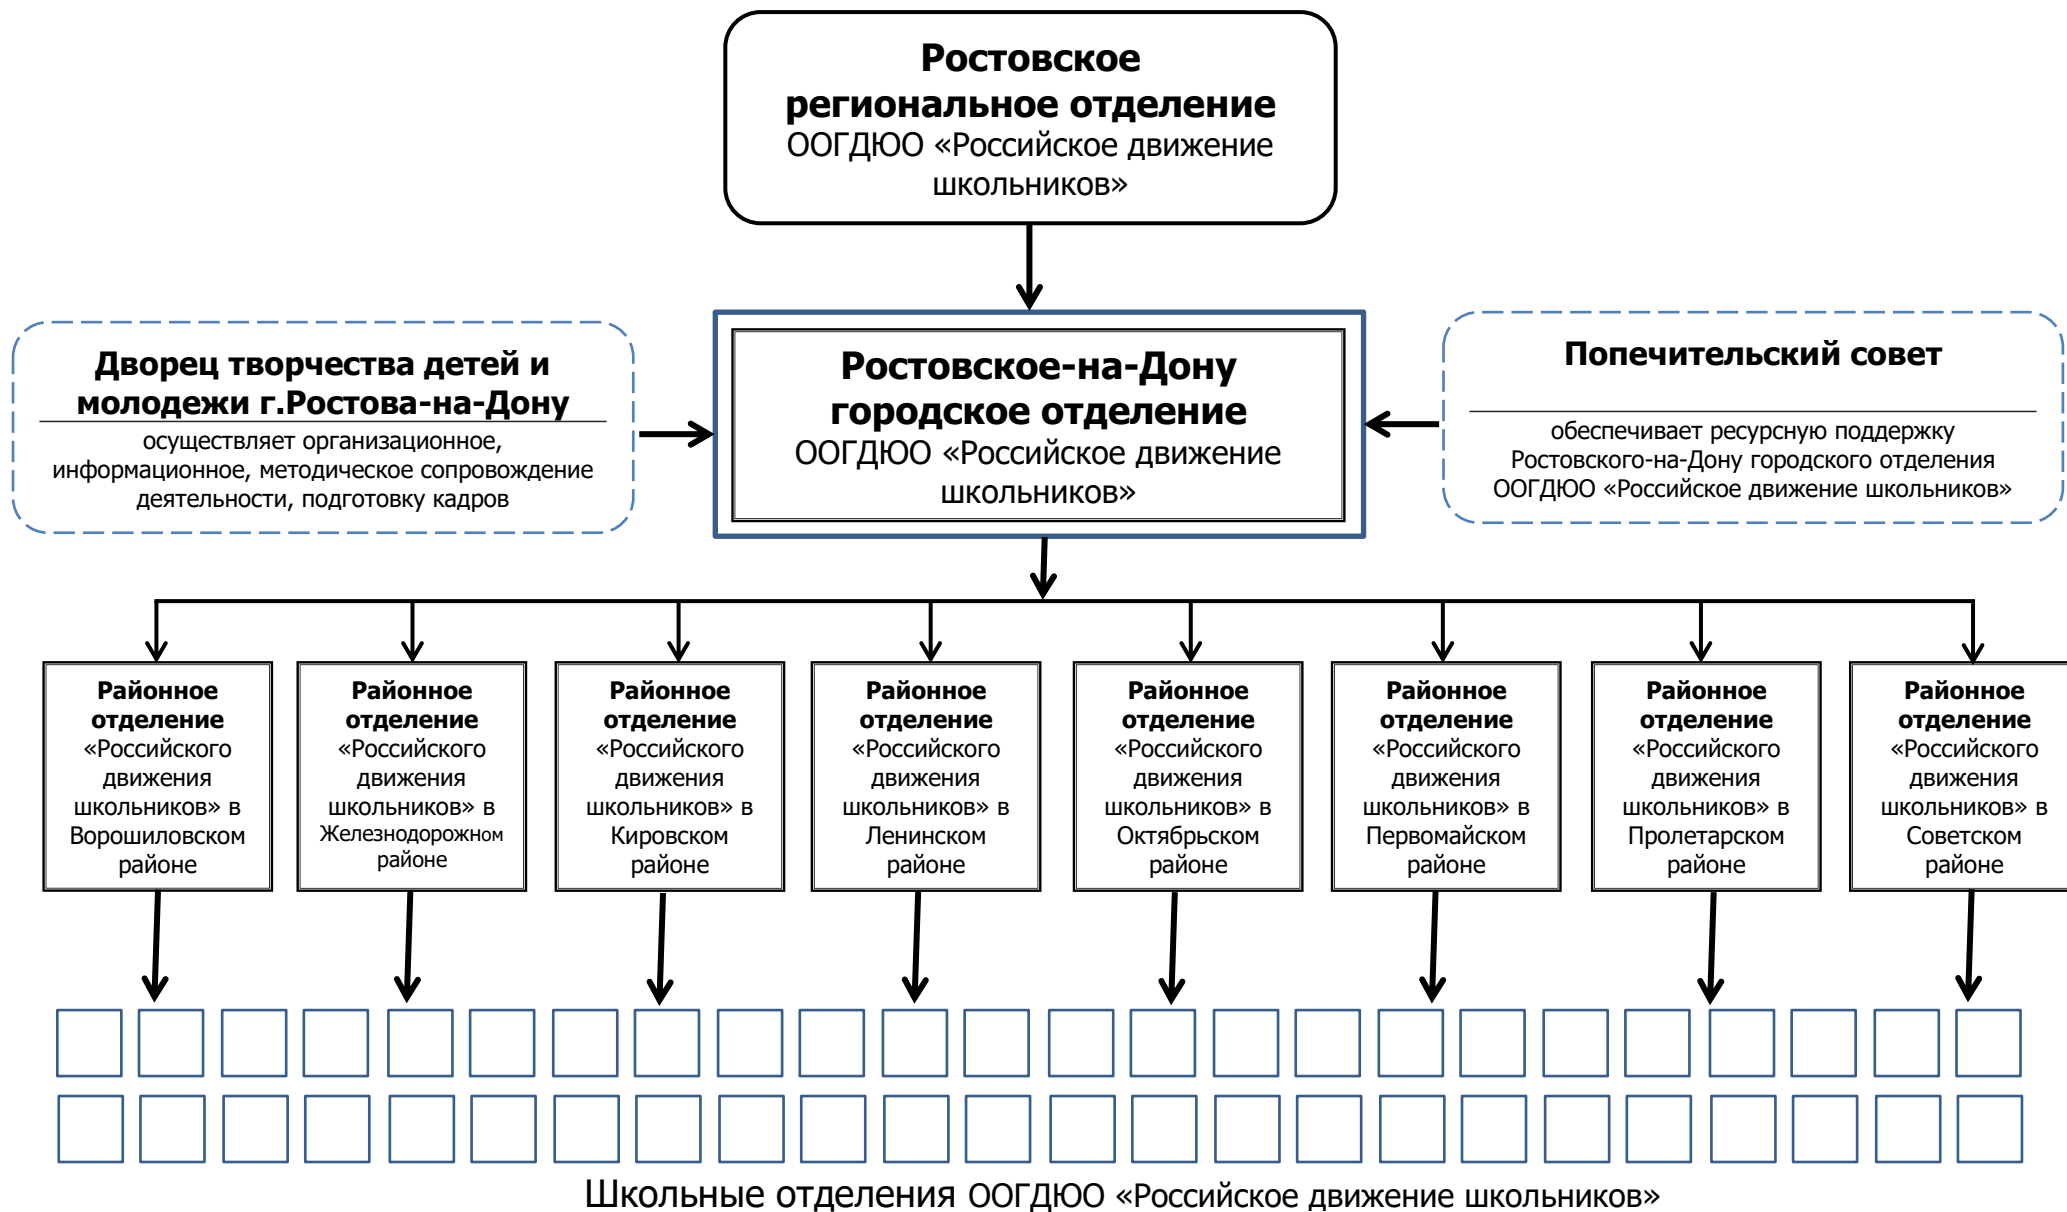 Ростовское
региональное отделение
ООГДЮО «Российское движение
школьников»
Дворец творчества детей и
молодежи г.Ростова-на-Дону
осуществляет организационное,
информационное, методическое сопровождение
деятельности, подготовку кадров
Ростовское-на-Дону
городское отделение
ООГДЮО «Российское движение
школьников»
Попечительский совет
обеспечивает ресурсную поддержку
Ростовского-на-Дону городского отделения
ООГДЮО «Российское движение школьников»
Районное
отделение
«Российского
движения
школьников» в
Ворошиловском
районе
Районное
отделение
«Российского
движения
школьников» в
Железнодорожном
районе
Районное
отделение
«Российского
движения
школьников» в
Кировском
районе
Районное
отделение
«Российского
движения
школьников» в
Ленинском
районе
Районное
отделение
«Российского
движения
школьников» в
Октябрьском
районе
Районное
отделение
«Российского
движения
школьников» в
Первомайском
районе
Районное
отделение
«Российского
движения
школьников» в
Пролетарском
районе
Районное
отделение
«Российского
движения
школьников» в
Советском
районе
Школьные отделения ООГДЮО «Российское движение школьников»